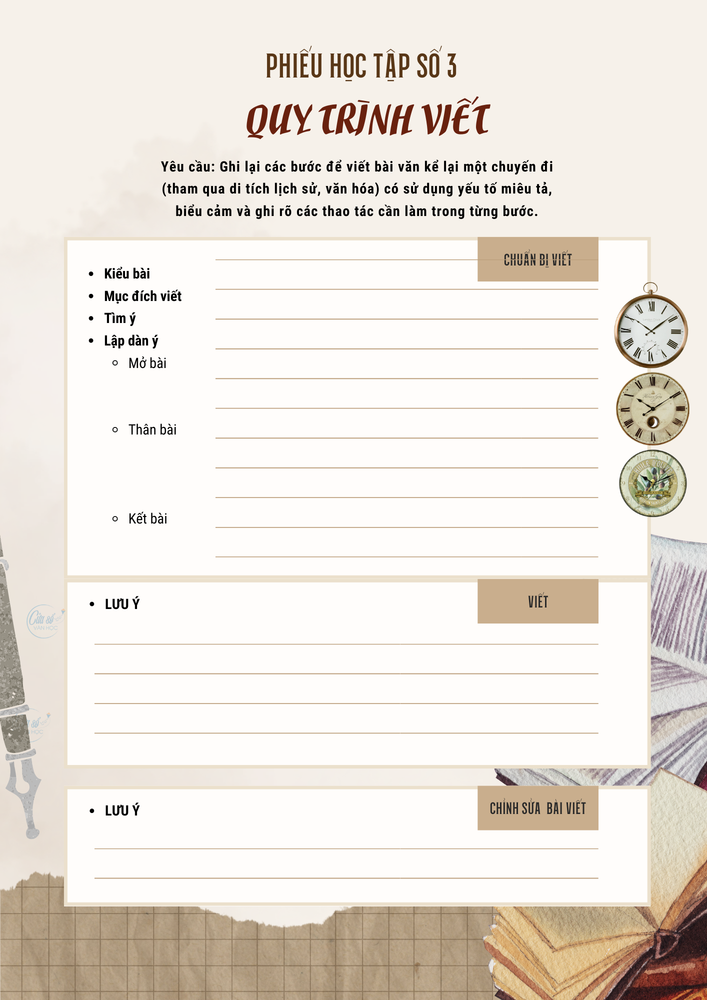 PHIẾU HỌC TẬP SỐ 3
QUY TRÌNH VIẾT
Yêu cầu: Ghi lại các bước để viết bài văn kể lại một chuyến đi
(tham qua di tích lịch sử, văn hóa) có sử dụng yếu tố miêu tả,
biểu cảm và ghi rõ các thao tác cần làm trong từng bước.
CHUẨN BỊ VIẾT
Kiểu bài
Mục đích viết
Tìm ý
Lập dàn ý
Mở bài
Thân bài
Kết bài
VIẾT
LƯU Ý
Cửa sổ
VĂN HỌC
CHỈNH SỬA BÀI VIẾT
LƯU Ý